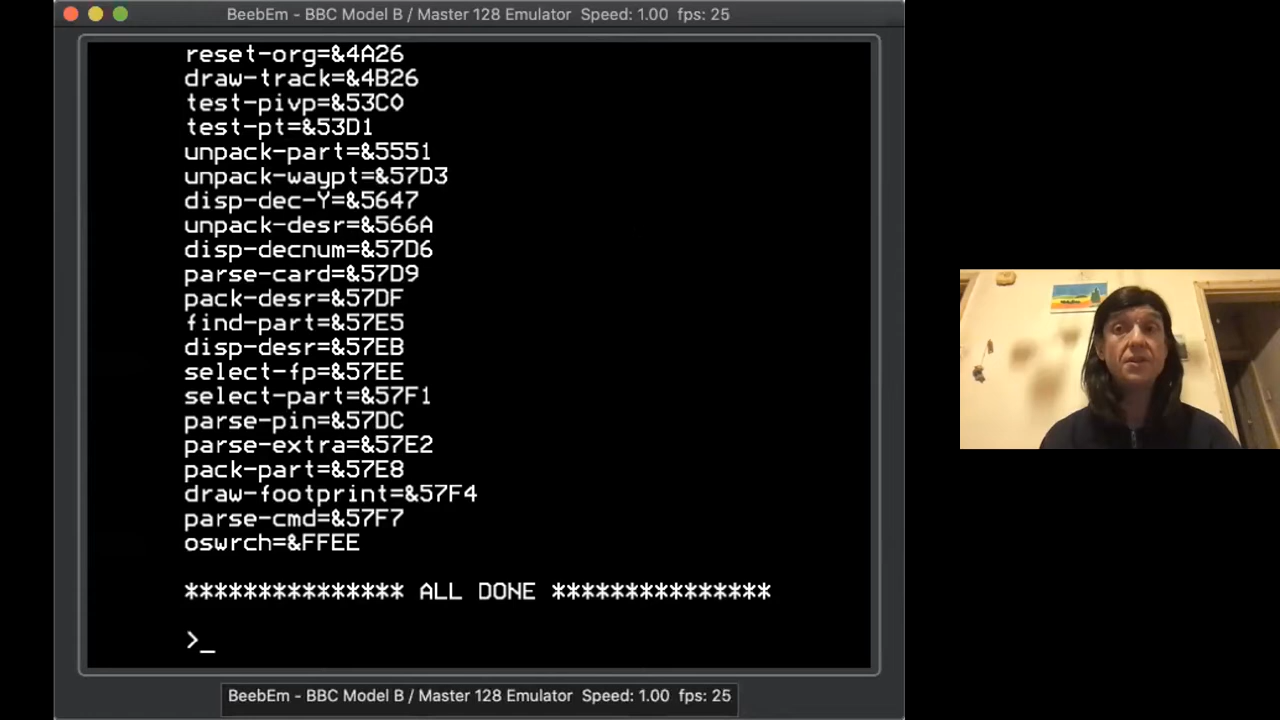 BeebEm - BBC Model B / Master 128 Emulator Speed: 1.00 fps: 25
reset-org=&4A26
draw-track=&4B26
test-pivp=&53C0
test-pt=&53D1
unpack-part=&5551
unpack-waypt=&57D3
disp-dec-Y=&5647
unpack-desr=&566A
disp-decnum=&57D6
parse-card=&57D9
pack-desr=&57DF
find-part=&57E5
disp-desr=&57EB
select-fp=&57EE
select-part=&57F1
parse-pin=&57DC
parse-extra=&57E2
pack-part=&57E8
draw-footprint=&57F4
parse-cmd=&57F7
oswrch=&FFEE
*************** ALL DONE ***************
>_
BeebEm - BBC Model B / Master 128 Emulator Speed: 1.00 fps: 25